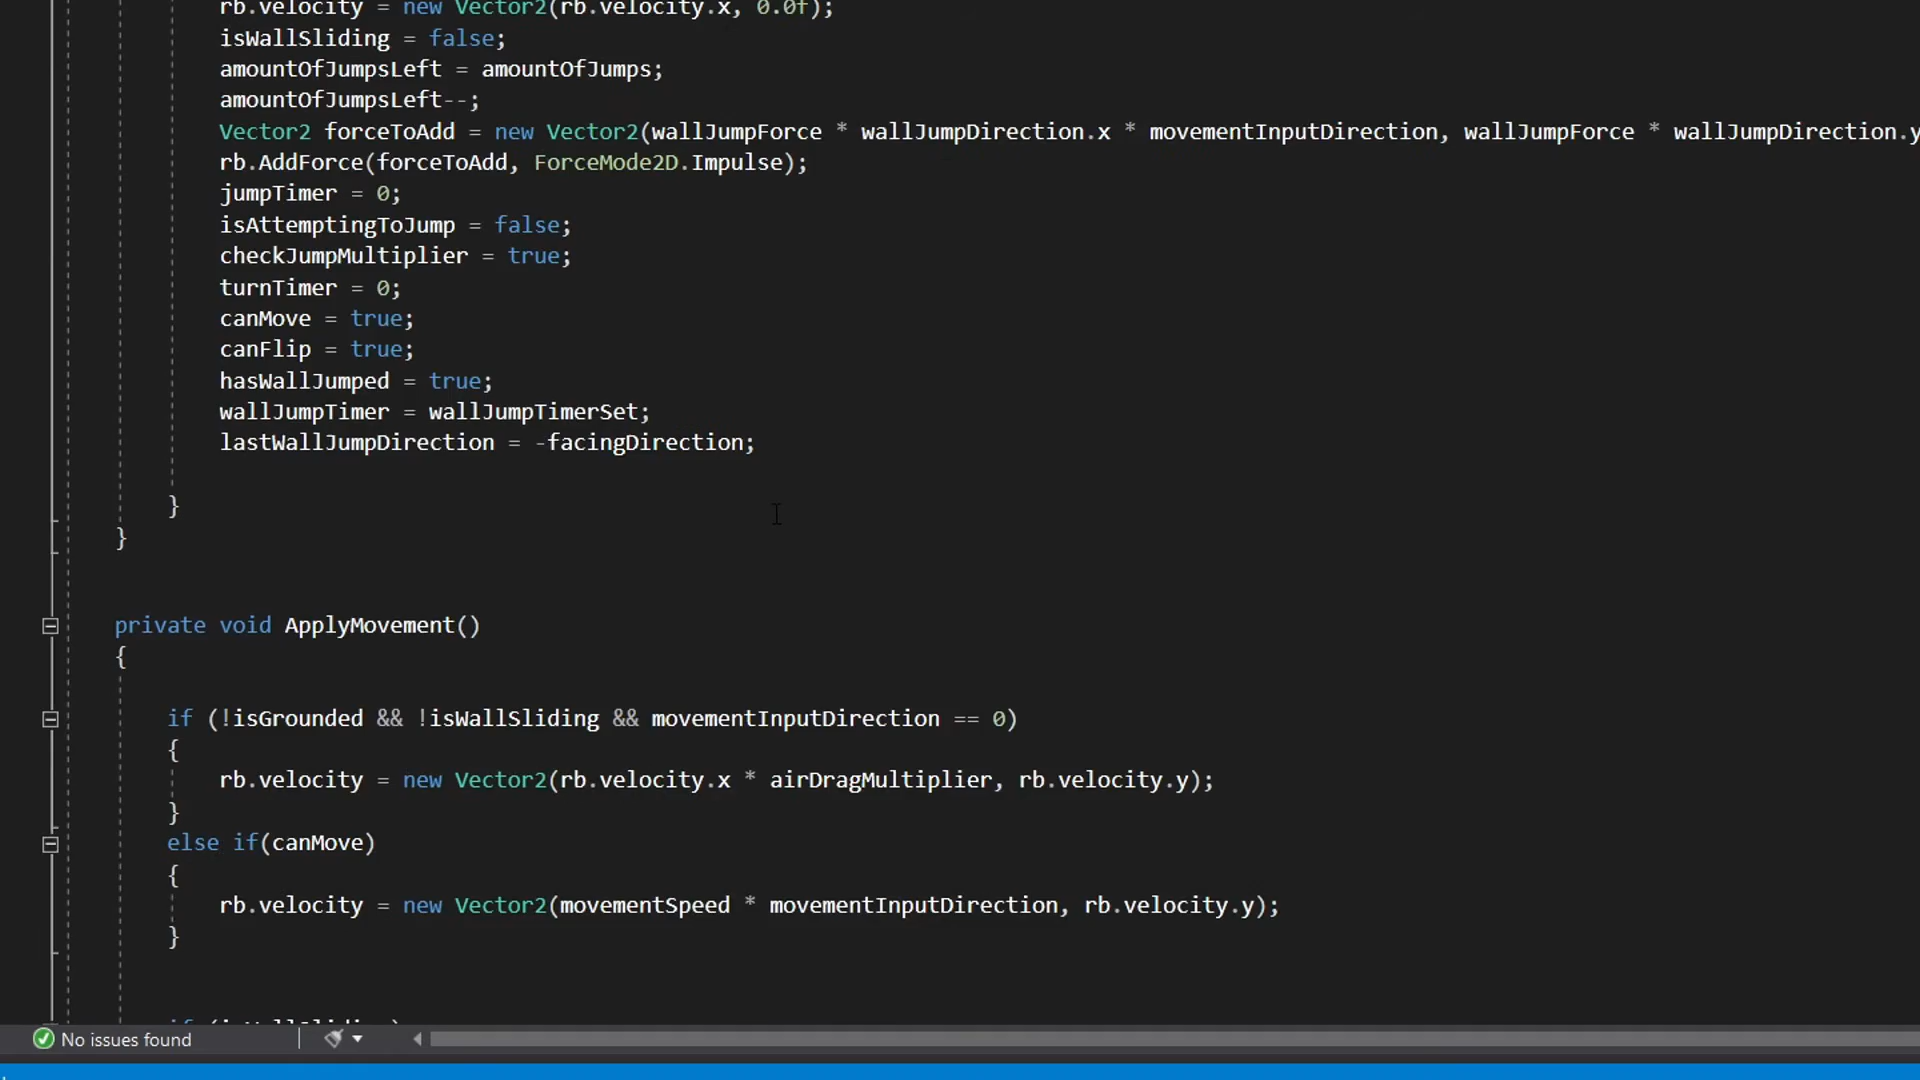 rb.velocity = new Vector2(rb.velocity.x, 0.0f);
isWallSliding = false;
amountOfJumpsLeft = amountOfJumps;
amountOfJumpsLeft--;
Vector2 forceToAdd = new Vector2(wallJumpForce * wallJumpDirection.x * movementInputDirection, wallJumpForce * wallJumpDirection.y
rb.AddForce(forceToAdd, ForceMode2D.Impulse);
jumpTimer = 0;
isAttemptingToJump = false;
checkJumpMultiplier = true;
turnTimer = 0;
canMove = true;
canFlip = true;
hasWallJumped = true;
wallJumpTimer = wallJumpTimerSet;
lastWallJumpDirection = -facingDirection;
}
}
private void ApplyMovement()
{
if (!isGrounded && !isWallSliding && movementInputDirection == 0)
{
rb.velocity = new Vector2(rb.velocity.x * airDragMultiplier, rb.velocity.y);
}
else if(canMove)
{
rb.velocity = new Vector2(movementSpeed * movementInputDirection, rb.velocity.y);
}
No issues found